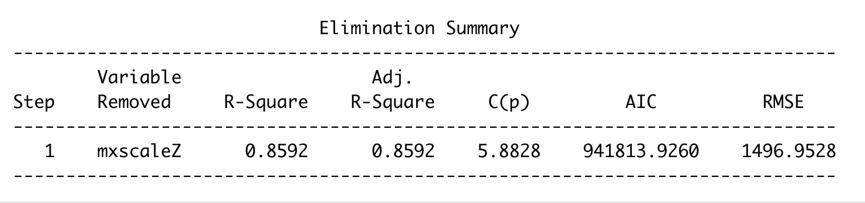 Elimination Summary
--------------------------------------------------------------------------------
Variable Adj.
Step Removed R-Square R-Square C(p) AIC RMSE
--------------------------------------------------------------------------------
1 mxscaleZ 0.8592 0.8592 5.8828 941813.9260 1496.9528
--------------------------------------------------------------------------------